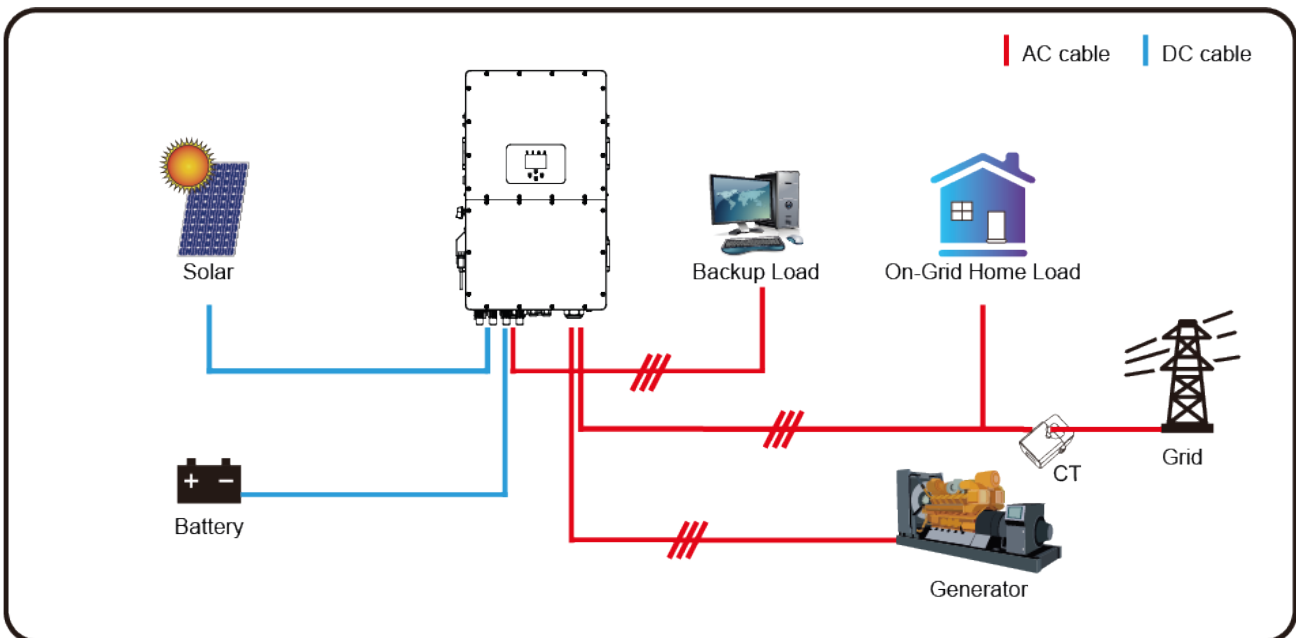 AC cable
DC cable
Solar
Backup Load
On-Grid Home Load
CT
Grid
+ −
Battery
Generator